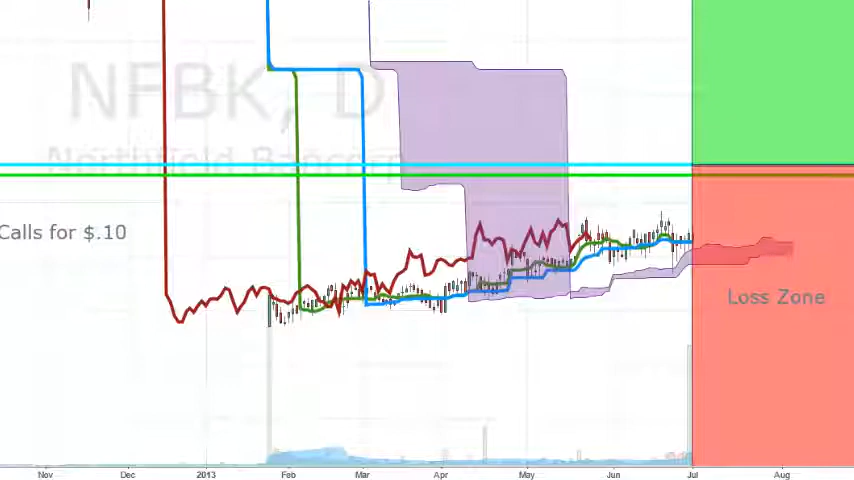 NFBK, D
Northfield Bancorp
Calls for $.10
Loss Zone
Nov Dec 2013 Feb Mar Apr May Jun Jul Aug